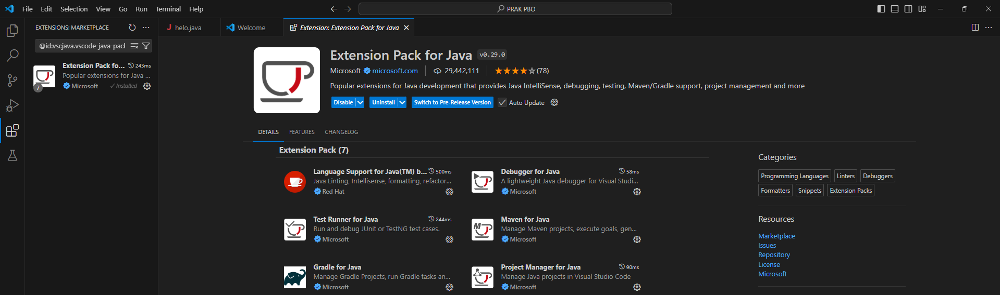 File Edit Selection View Go Run Terminal Help
PRAK PBO
EXTENSIONS: MARKETPLACE
@id:vscjava.vscode-java-pacl
Extension Pack fo... 243ms
Popular extensions for Java ...
Microsoft Installed
7
helo.java
Welcome
Extension: Extension Pack for Java
Extension Pack for Java v0.29.0
Microsoft microsoft.com 29,442,111 (78)
Popular extensions for Java development that provides Java IntelliSense, debugging, testing, Maven/Gradle support, project management and more
Disable Uninstall Switch to Pre-Release Version Auto Update
DETAILS FEATURES CHANGELOG
Extension Pack (7)
Language Support for Java(TM) b... 500ms
Java Linting, Intellisense, formatting, refactor...
Red Hat
Debugger for Java 58ms
A lightweight Java debugger for Visual Studi...
Microsoft
Test Runner for Java 244ms
Run and debug JUnit or TestNG test cases.
Microsoft
Maven for Java
Manage Maven projects, execute goals, gen...
Microsoft
Gradle for Java
Manage Gradle Projects, run Gradle tasks an...
Microsoft
Project Manager for Java 90ms
Manage Java projects in Visual Studio Code
Microsoft
Categories
Programming Languages Linters Debuggers
Formatters Snippets Extension Packs
Resources
Marketplace
Issues
Repository
License
Microsoft